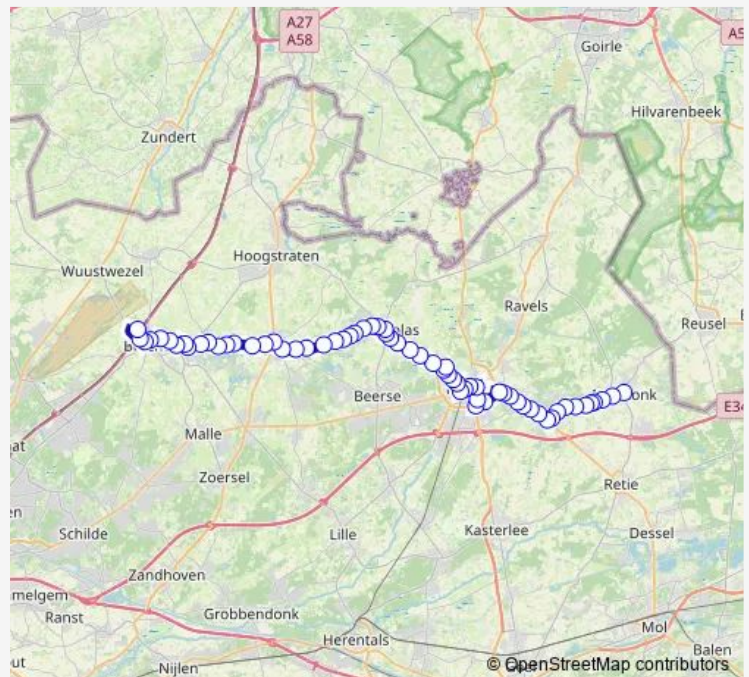 A27
A58
A5
Goirle
Hilvarenbeek
Zundert
Hoogstraten
Wuustwezel
Ravels
Reusel
Beerse
E34
Malle
Zoersel
Retie
Schilde
Lille
Kasterlee
Dessel
Zandhoven
Ranst
Grobbendonk
Herentals
Mol
Balen
Nijlen
© OpenStreetMap contributors